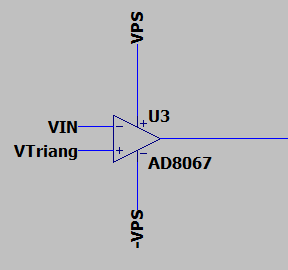 VPS
U3
+
VIN
−
VTriang
+
−
AD8067
-VPS